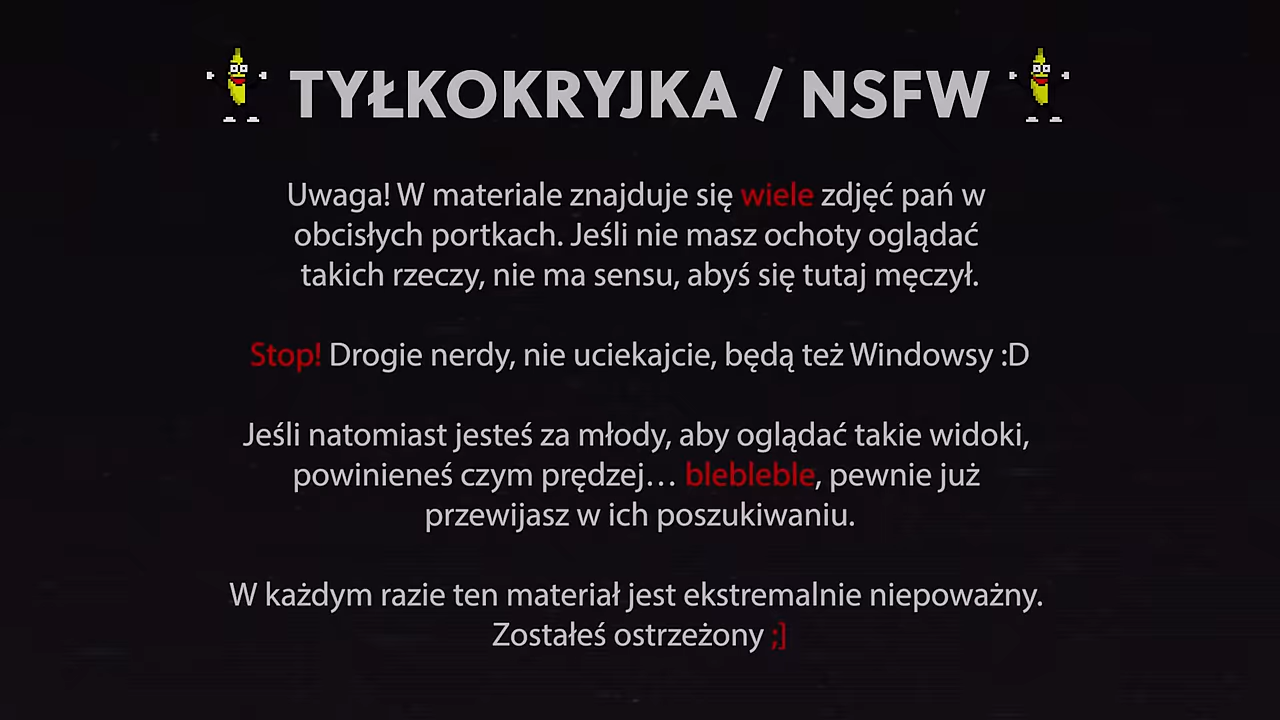 TYŁKOKRYJKA / NSFW
Uwaga! W materiale znajduje się wiele zdjęć pań w
obcisłych portkach. Jeśli nie masz ochoty oglądać
takich rzeczy, nie ma sensu, abyś się tutaj męczył.
Stop! Drogie nerdy, nie uciekajcie, będą też Windowsy :D
Jeśli natomiast jesteś za młody, aby oglądać takie widoki,
powinieneś czym prędzej… blebleble, pewnie już
przewijasz w ich poszukiwaniu.
W każdym razie ten materiał jest ekstremalnie niepoważny.
Zostałeś ostrzeżony ;]